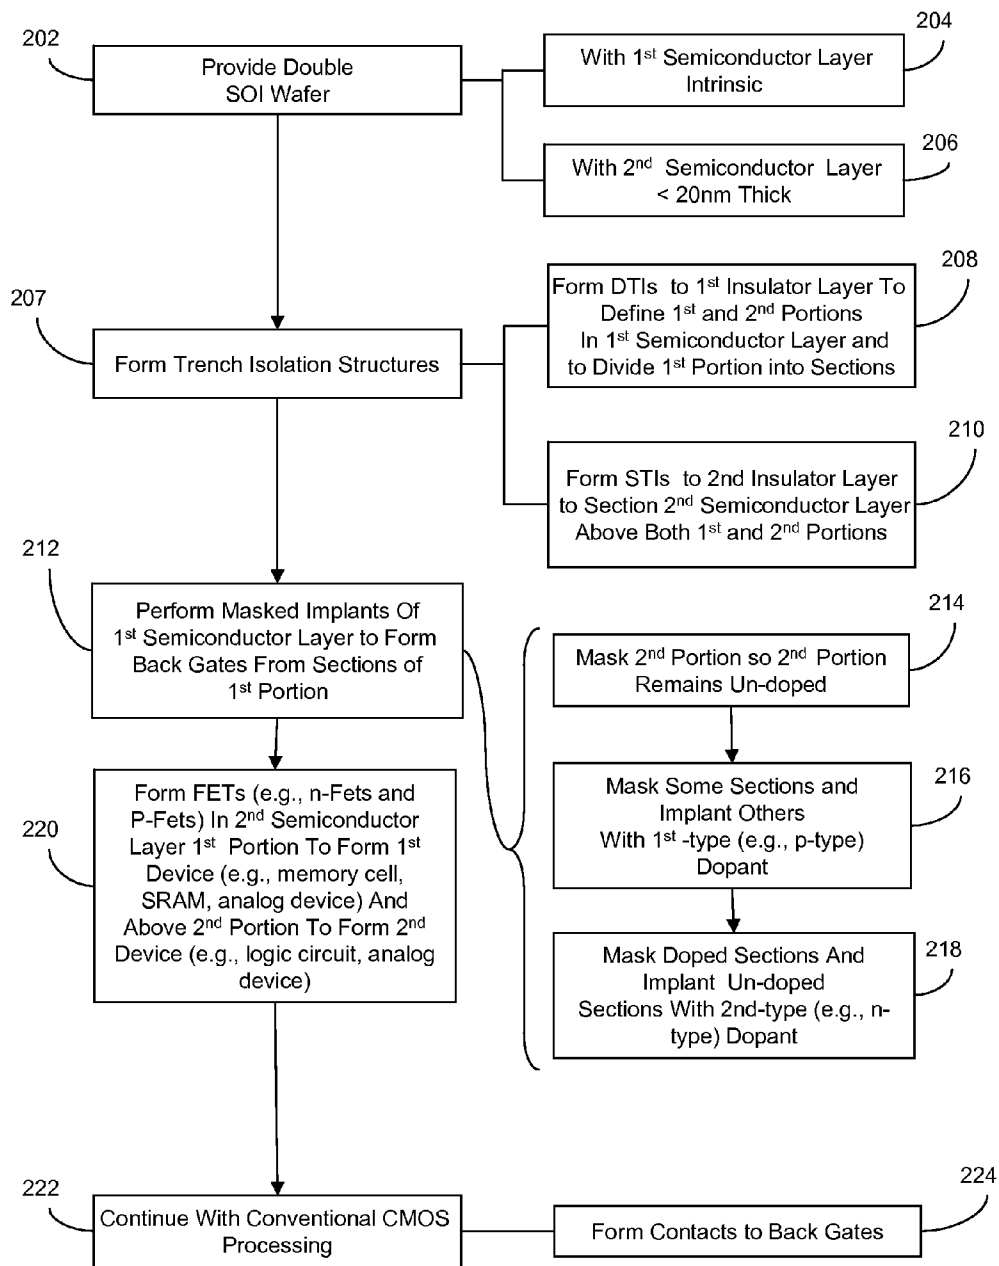 202
Provide Double
SOI Wafer
204
With 1st Semiconductor Layer
Intrinsic
206
With 2nd Semiconductor Layer
< 20nm Thick
207
Form Trench Isolation Structures
208
Form DTIs to 1st Insulator Layer To
Define 1st and 2nd Portions
In 1st Semiconductor Layer and
to Divide 1st Portion into Sections
210
Form STIs to 2nd Insulator Layer
to Section 2nd Semiconductor Layer
Above Both 1st and 2nd Portions
212
Perform Masked Implants Of
1st Semiconductor Layer to Form
Back Gates From Sections of
1st Portion
214
Mask 2nd Portion so 2nd Portion
Remains Un-doped
216
Mask Some Sections and
Implant Others
With 1st -type (e.g., p-type)
Dopant
218
Mask Doped Sections And
Implant Un-doped
Sections With 2nd-type (e.g., n-
type) Dopant
220
Form FETs (e.g., n-Fets and
P-Fets) In 2nd Semiconductor
Layer 1st Portion To Form 1st
Device (e.g., memory cell,
SRAM, analog device) And
Above 2nd Portion To Form 2nd
Device (e.g., logic circuit, analog
device)
222
Continue With Conventional CMOS
Processing
224
Form Contacts to Back Gates